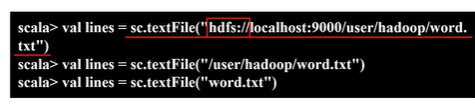 scala> val lines = sc.textFile("hdfs://localhost:9000/user/hadoop/word.
txt")
scala> val lines = sc.textFile("/user/hadoop/word.txt")
scala> val lines = sc.textFile("word.txt")